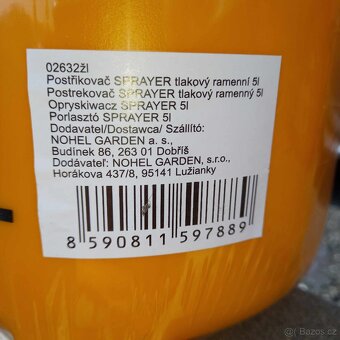 02632žl
Postřikovač SPRAYER tlakový ramenní 5l
Postrekovač SPRAYER tlakový ramenný 5l
Opryskiwacz SPRAYER 5l
Porlasztó SPRAYER 5l
Dodavatel/Dostawca/ Szállító:
NOHEL GARDEN a. s.,
Budínek 86, 263 01 Dobříš
Dodávateľ: NOHEL GARDEN, s.r.o.,
Horákova 437/8, 95141 Lužianky
8 590811 597889
© Bazos.cz